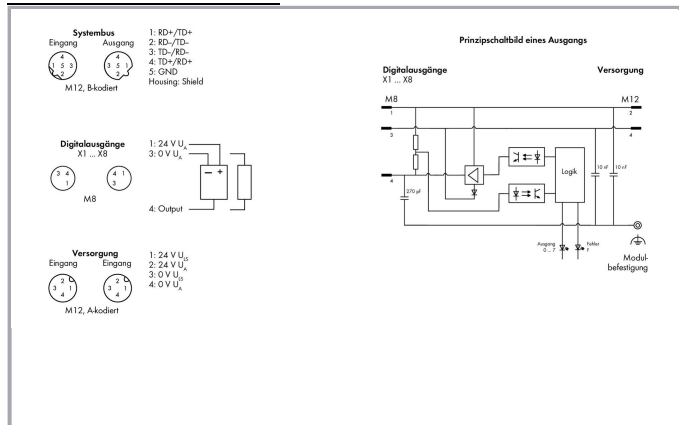 Systembus
Eingang Ausgang
4 4
1 5 3 3 5 1
2 2
M12, B-kodiert
1: RD+/TD+
2: RD–/TD–
3: TD–/RD–
4: TD+/RD+
5: GND
Housing: Shield
Digitalausgänge
X1 ... X8
3 4 4 1
1 3
M8
1: 24 V UA
3: 0 V UA
– +
4: Output
Versorgung
Eingang Eingang
2 2
3 1 3 1
4 4
M12, A-kodiert
1: 24 V ULS
2: 24 V UA
3: 0 V ULS
4: 0 V UA
Prinzipschaltbild eines Ausgangs
Digitalausgänge Versorgung
X1 ... X8
M8 M12
1 2
3 4
4
Logik
10 nF 10 nF
270 pF
Ausgang
0 ... 7
Fehler
F
Modul-
befestigung